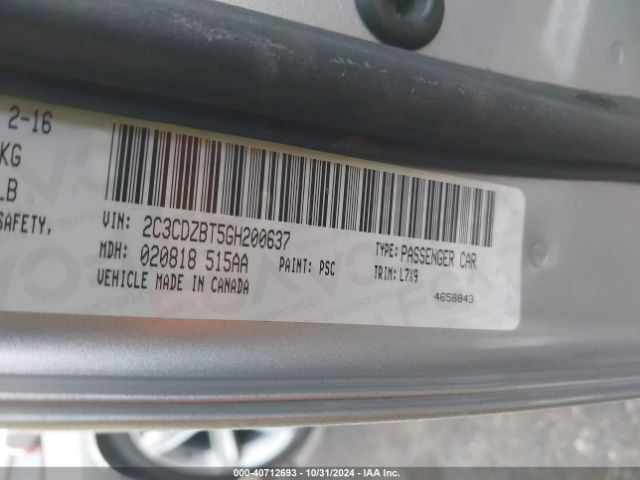 2-16
KG
LB
SAFETY,
VIN: 2C3CDZBT5GH200637
MDH: 020818 515AA
PAINT: PSC
VEHICLE MADE IN CANADA
TYPE: PASSENGER CAR
TRIM: L7X9
4658843
000-40712693 - 10/31/2024 - IAA Inc.